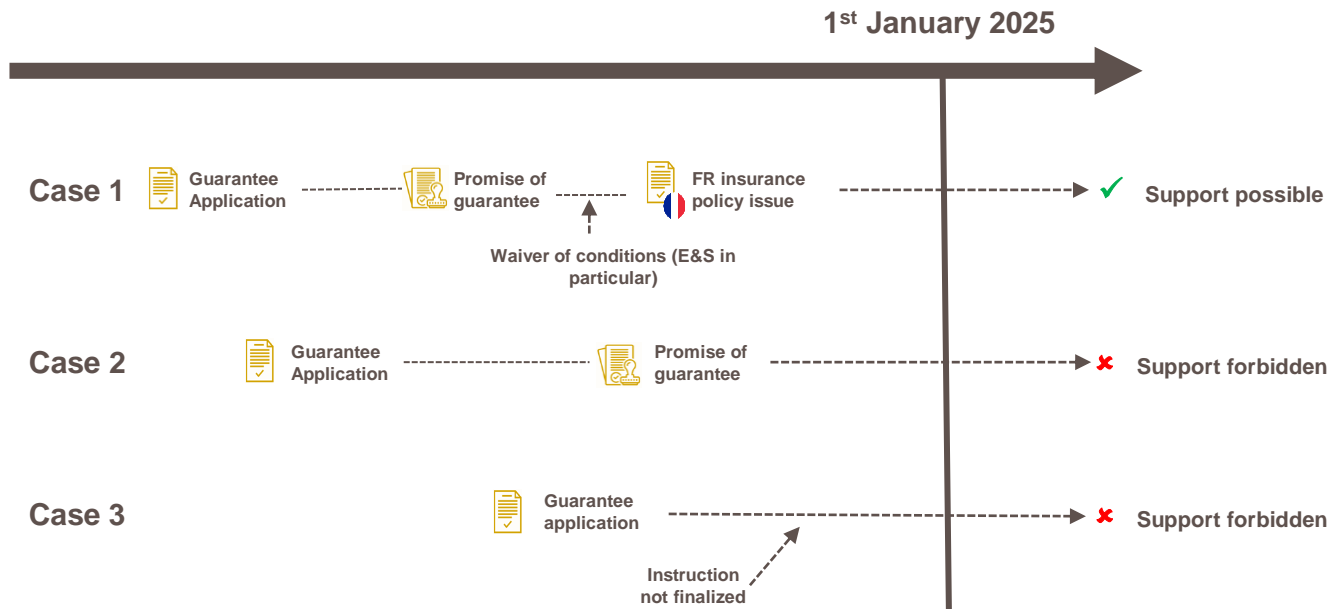 1st January 2025
Case 1
Guarantee
Application
Promise of
guarantee
FR insurance
policy issue
Support possible
Waiver of conditions (E&S in
particular)
Case 2
Guarantee
Application
Promise of
guarantee
Support forbidden
Case 3
Guarantee
application
Support forbidden
Instruction
not finalized